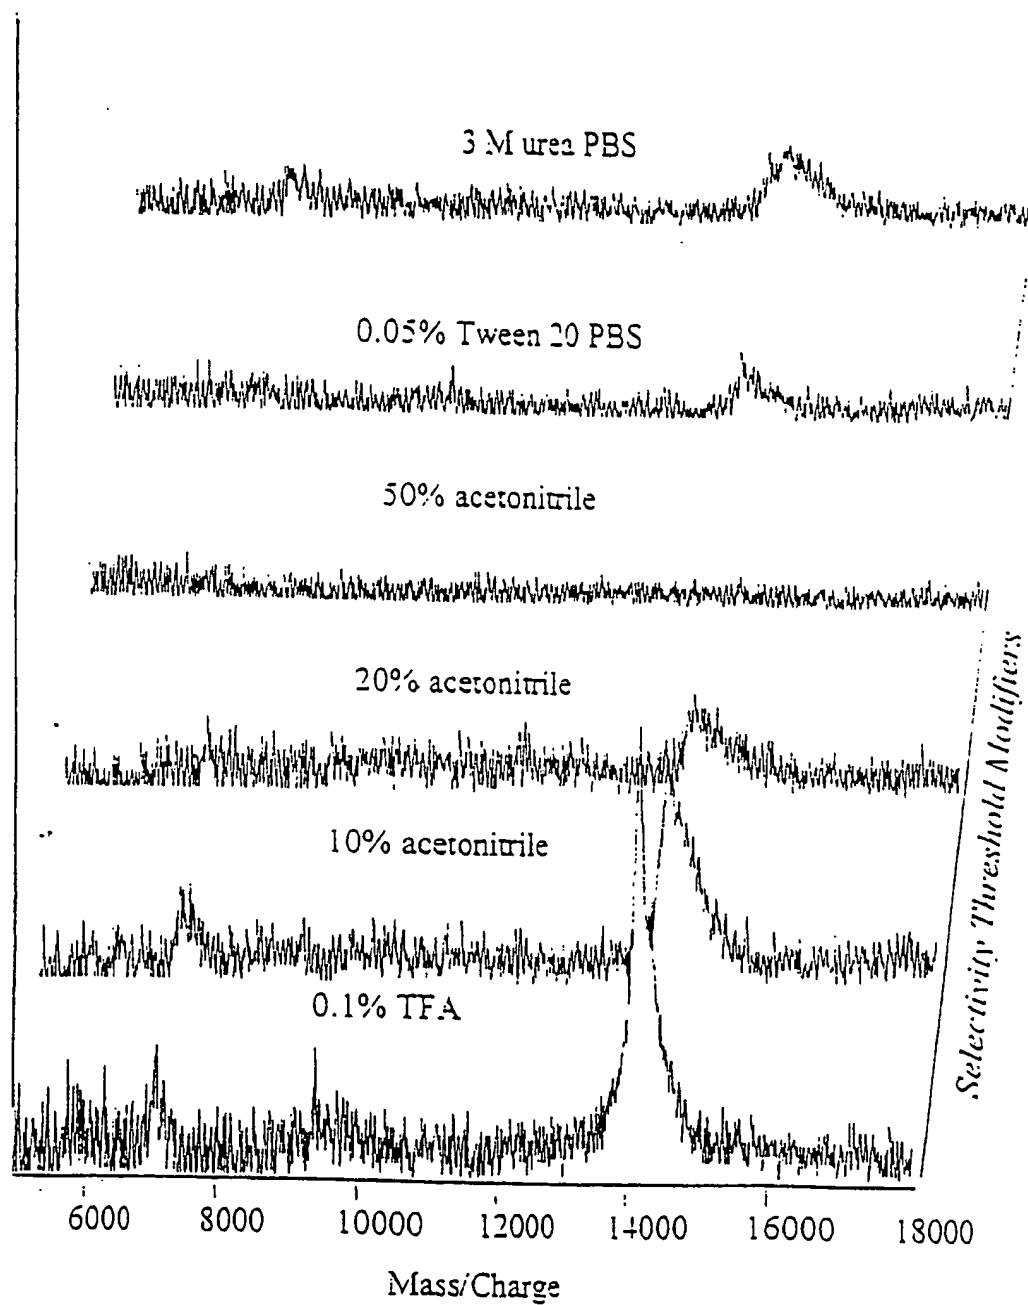 3 M urea PBS
0.05% Tween 20 PBS
50% acetonitrile
20% acetonitrile
10% acetonitrile
0.1% TFA
Selectivity Threshold Modifiers
6000 8000 10000 12000 14000 16000 18000
Mass/Charge